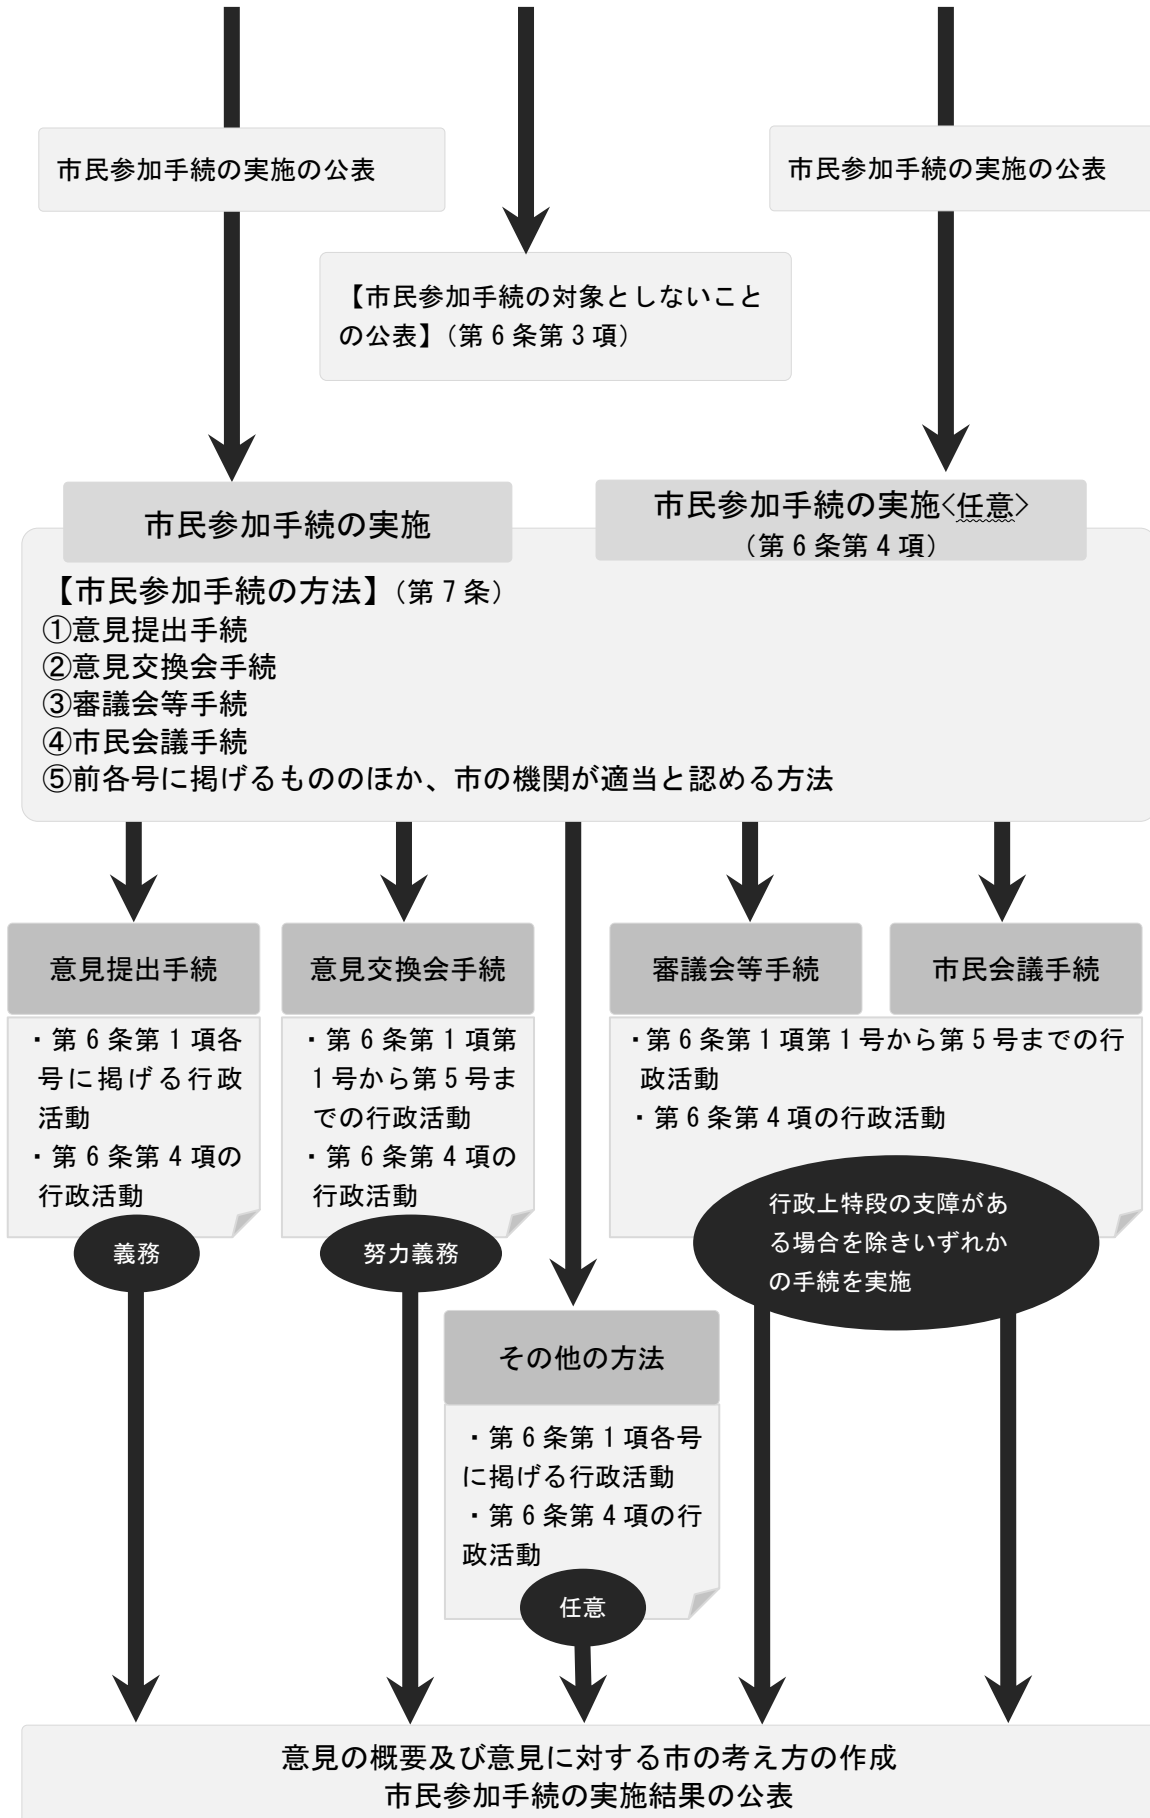 市民参加手続の実施の公表
市民参加手続の実施の公表
【市民参加手続の対象としないこと
の公表】（第６条第３項）
市民参加手続の実施
市民参加手続の実施<任意>
（第６条第４項）
【市民参加手続の方法】（第７条）
①意見提出手続
②意見交換会手続
③審議会等手続
④市民会議手続
⑤前各号に掲げるもののほか、市の機関が適当と認める方法
意見提出手続
・第６条第１項各
号に掲げる行政
活動
・第６条第４項の
行政活動
義務
意見交換会手続
・第６条第１項第
１号から第５号ま
での行政活動
・第６条第４項の
行政活動
努力義務
審議会等手続
市民会議手続
・第６条第１項第１号から第５号までの行
政活動
・第６条第４項の行政活動
行政上特段の支障があ
る場合を除きいずれか
の手続を実施
その他の方法
・第６条第１項各号
に掲げる行政活動
・第６条第４項の行
政活動
任意
意見の概要及び意見に対する市の考え方の作成
市民参加手続の実施結果の公表